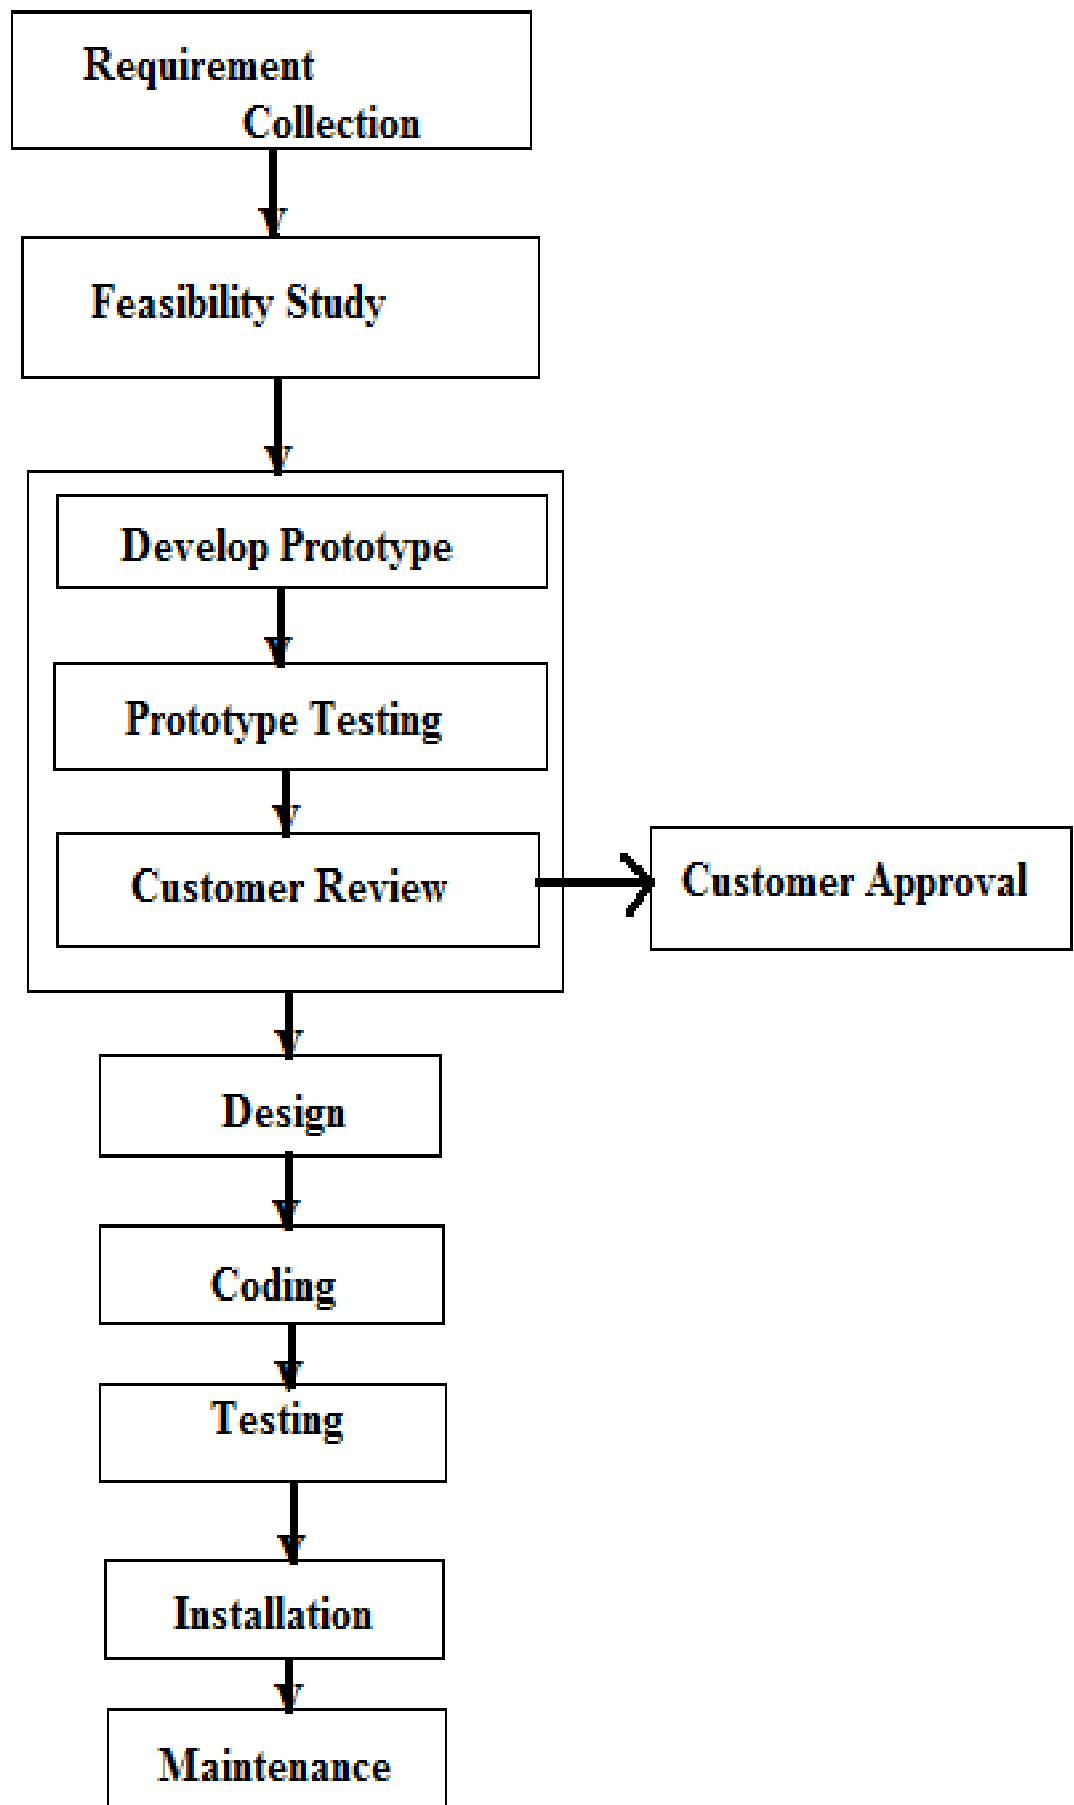 Requirement
Collection
Feasibility Study
Develop Prototype
Prototype Testing
Customer Review
Customer Approval
Design
Coding
Testing
Installation
Maintenance